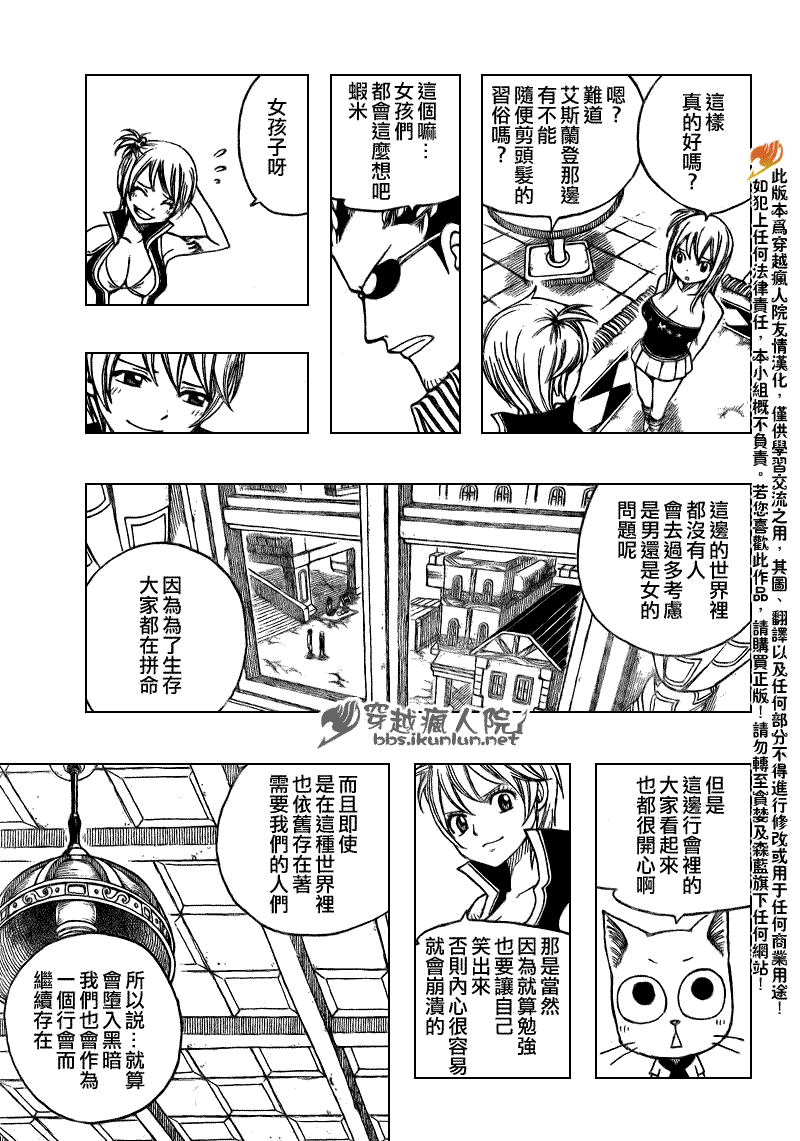 這樣
真的好嗎？
嗯？
難道
艾斯蘭登那邊
有不能
隨便剪頭髮的
習俗嗎？
這個嘛…
女孩們
都會這麼想吧
蝦米
女孩子呀
這邊的世界裡
都沒有人
會去過多考慮
是男還是女的
問題呢
因為為了生存
大家都在拼命
但是
這邊行會裡的
大家看起來
也都很開心啊
那是當然
因為就算勉強
也要讓自己
笑出來
否則內心很容易
就會崩潰的
而且即使
是在這種世界裡
也依舊存在著
需要我們的人們
所以說…就算
會墮入黑暗
我們也會作為
一個行會而
繼續存在
穿越瘋人院
bbs.ikunlun.net
此版本爲穿越瘋人院友情漢化，僅供學習交流之用，其圖、翻譯以及任何部分不得進行修改或用于任何商業用途！
如犯上任何法律責任，本小組概不負責。若您喜歡此作品，請購買正版！請勿轉至貪婪及森藍旗下任何網站！